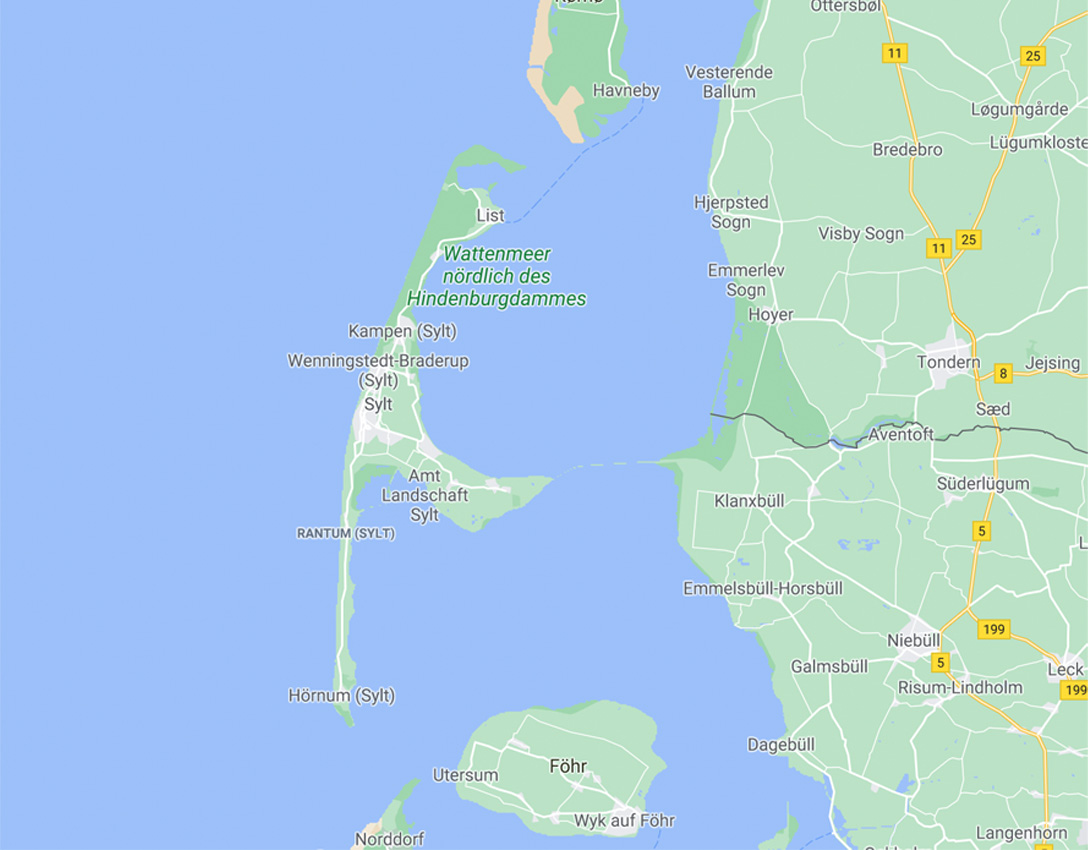 Rømø
Ottersbøl
11
25
Vesterende
Ballum
Havneby
Løgumgårde
Bredebro
Lügumkloste
Hjerpsted
Sogn
List
Visby Sogn
11
25
Wattenmeer
nördlich des
Hindenburgdammes
Emmerlev
Sogn
Hoyer
Kampen (Sylt)
Wenningstedt-Braderup
(Sylt)
Tondern
8
Jejsing
Sylt
Sæd
Aventoft
Amt
Landschaft
Sylt
Süderlügum
Klanxbüll
RANTUM (SYLT)
5
L
Emmelsbüll-Horsbüll
199
Niebüll
5
Galmsbüll
Leck
Risum-Lindholm
199
Hörnum (Sylt)
Dagebüll
Föhr
Utersum
Wyk auf Föhr
Langenhorn
Norddorf